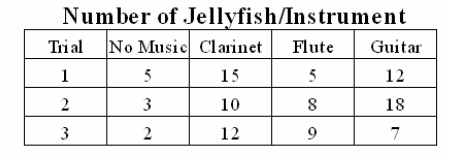 Number of Jellyfish/Instrument
Trial No Music Clarinet Flute Guitar
1 5 15 5 12
2 3 10 8 18
3 2 12 9 7